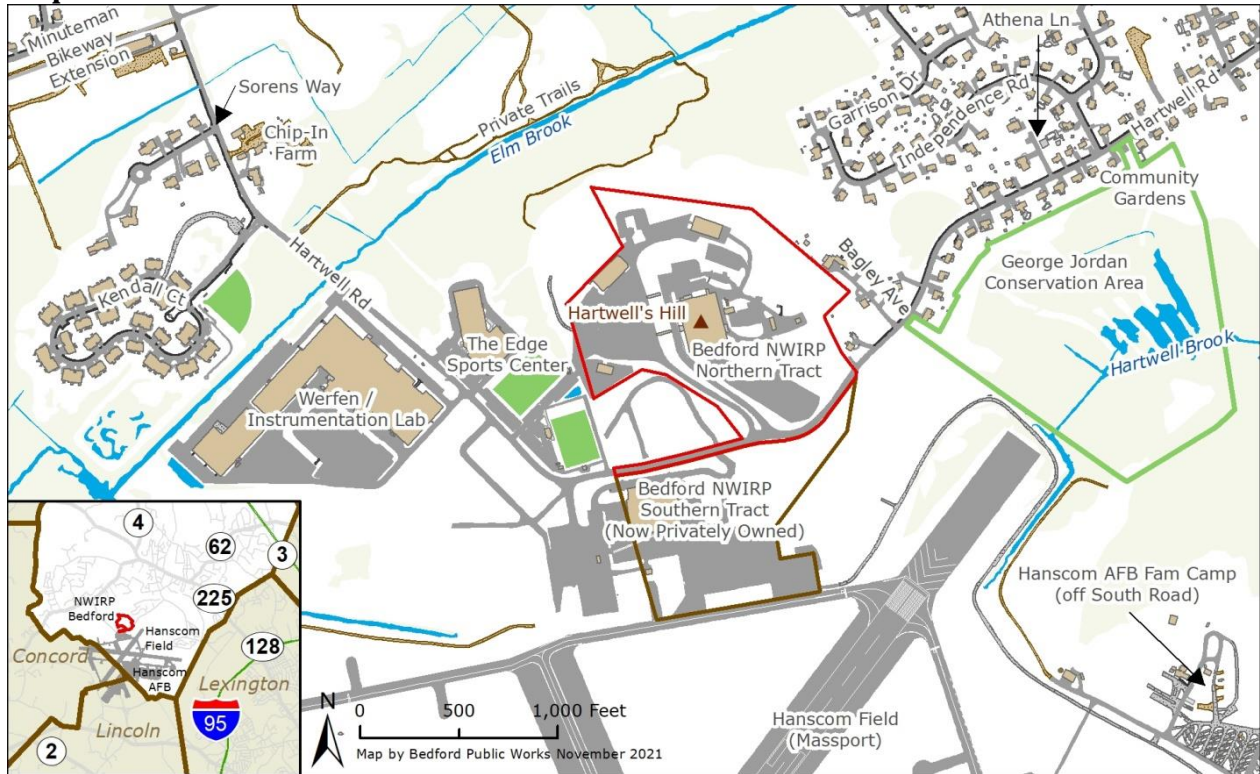 Minuteman
Bikeway
Extension
Sorens Way
Chip-In
Farm
Private Trails
Elm Brook
Garrison Dr
Independence Rd
Athena Ln
Hartwell Rd
Community
Gardens
George Jordan
Conservation Area
Hartwell Brook
Bagley Ave
Kendall Ct
Hartwell Rd
Hartwell's Hill
Bedford NWIRP
Northern Tract
The Edge
Sports Center
Werfen /
Instrumentation Lab
Bedford NWIRP
Southern Tract
(Now Privately Owned)
Hanscom AFB Fam Camp
(off South Road)
Hanscom Field
(Massport)
4
62
3
225
NWIRP
Bedford
Hanscom
Field
128
Concord
Hanscom
AFB
Lexington
95
Lincoln
2
N
0 500 1,000 Feet
Map by Bedford Public Works November 2021